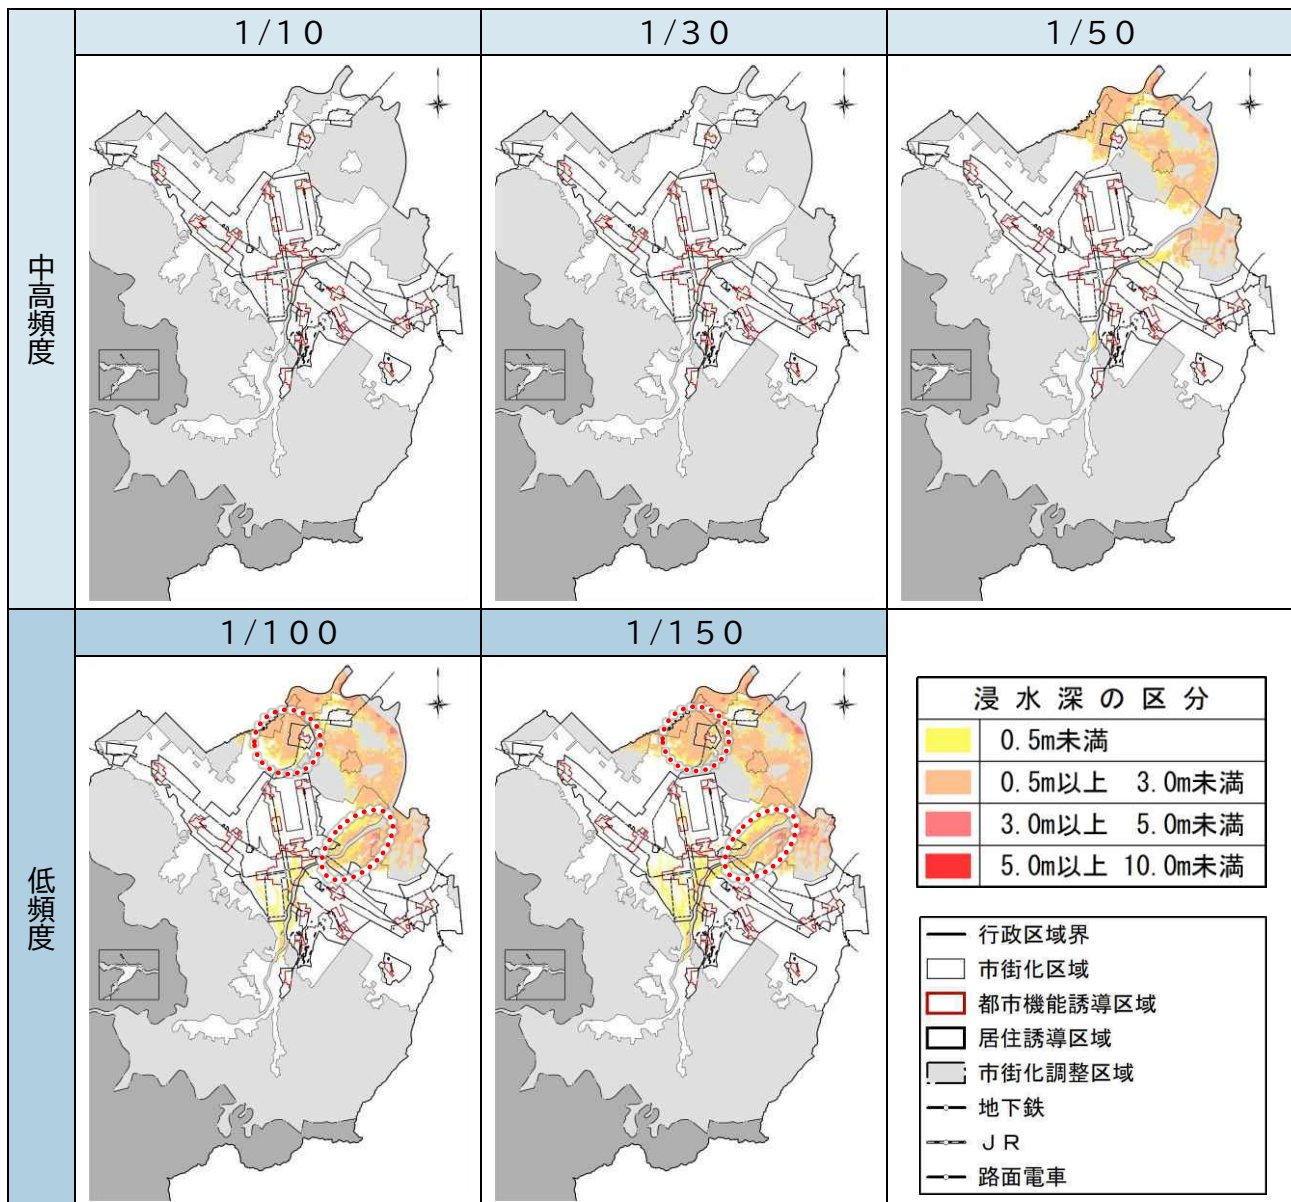 1/10
1/30
1/50
中高頻度
1/100
1/150
低頻度
浸水深の区分
0.5m未満
0.5m以上 3.0m未満
3.0m以上 5.0m未満
5.0m以上 10.0m未満
行政区域界
市街化区域
都市機能誘導区域
居住誘導区域
市街化調整区域
地下鉄
JR
路面電車